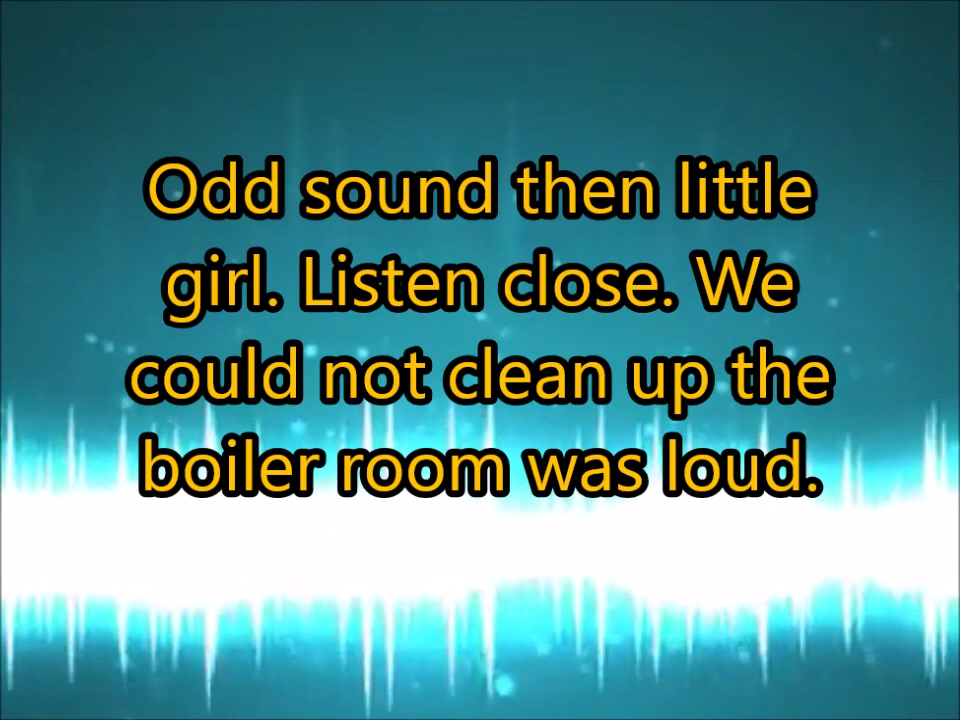 Odd sound then little
girl. Listen close. We
could not clean up the
boiler room was loud.